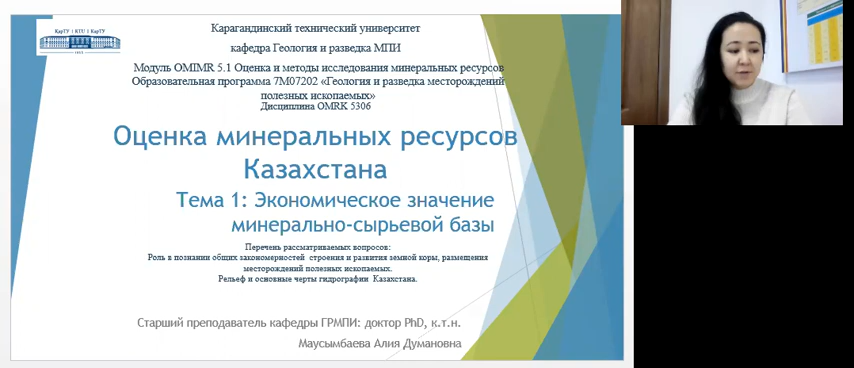 КарТУ | KTU | КарТУ
Карагандинский технический университет
кафедра Геология и разведка МПИ
Модуль OMIMR 5.1 Оценка и методы исследования минеральных ресурсов
Образовательная программа 7М07202 «Геология и разведка месторождений
полезных ископаемых»
Дисциплина OMRK 5306
Оценка минеральных ресурсов
Казахстана
Тема 1: Экономическое значение
минерально-сырьевой базы
Перечень рассматриваемых вопросов:
Роль в познании общих закономерностей строения и развития земной коры, размещения
месторождений полезных ископаемых.
Рельеф и основные черты гидрографии Казахстана.
Старший преподаватель кафедры ГРМПИ: доктор PhD, к.т.н.
Маусымбаева Алия Думановна